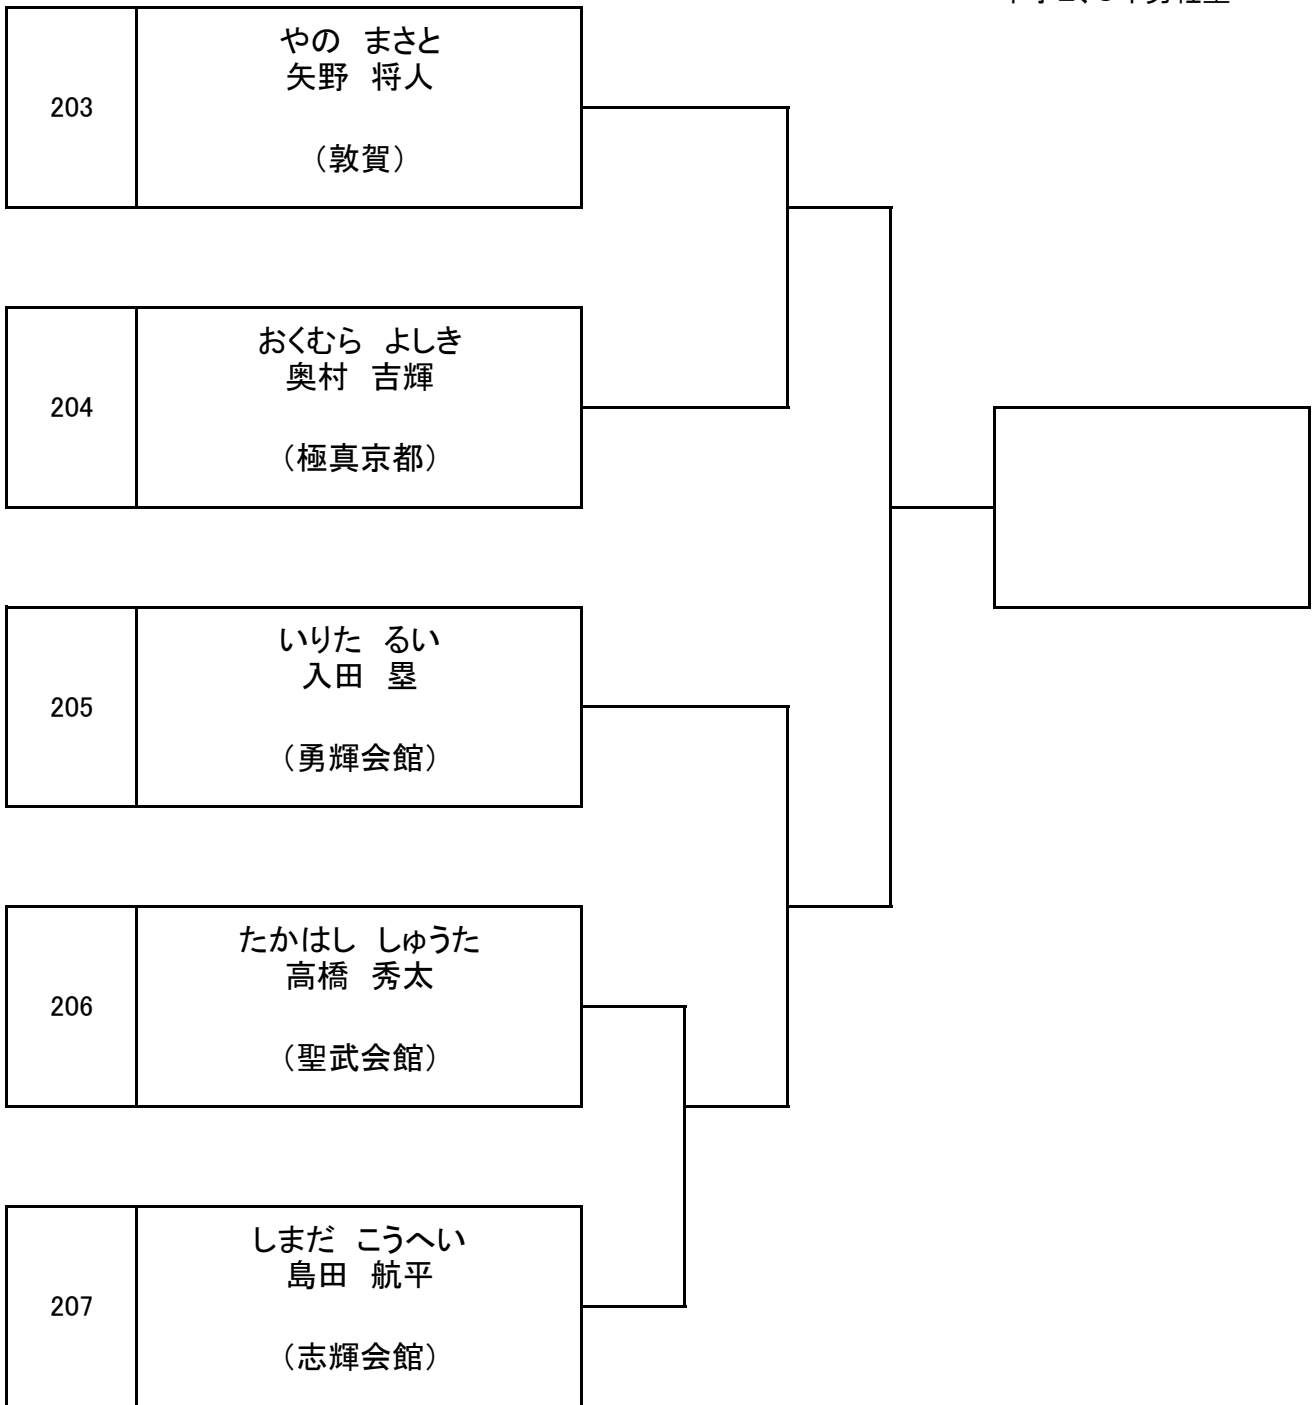 203
やの　まさと
矢野　将人
（敦賀）
204
おくむら　よしき
奥村　吉輝
（極真京都）
205
いりた　るい
入田　塁
（勇輝会館）
206
たかはし　しゅうた
高橋　秀太
（聖武会館）
207
しまだ　こうへい
島田　航平
（志輝会館）